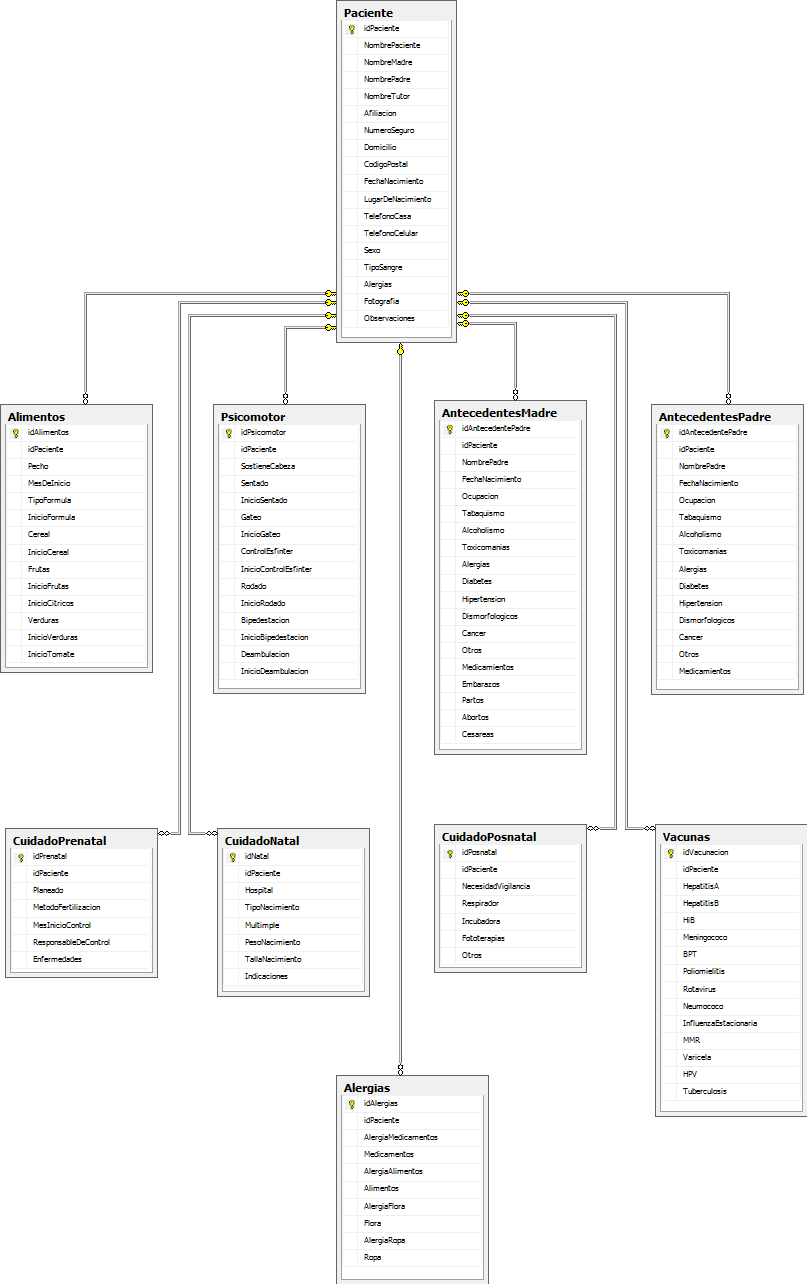 Paciente
idPaciente
NombrePaciente
NombreMadre
NombrePadre
NombreTutor
Afiliacion
NumeroSeguro
Domicilio
CodigoPostal
FechaNacimiento
LugarDeNacimiento
TelefonoCasa
TelefonoCelular
Sexo
TipoSangre
Alergias
Fotografia
Observaciones
Alimentos
idAlimentos
idPaciente
Pecho
MesDeInicio
TipoFormula
InicioFormula
Cereal
InicioCereal
Frutas
InicioFrutas
InicioCitricos
Verduras
InicioVerduras
InicioTomate
Psicomotor
idPsicomotor
idPaciente
SostieneCabeza
Sentado
InicioSentado
Gateo
InicioGateo
ControlEsfinter
InicioControlEsfinter
Rodado
InicioRodado
Bipedestacion
InicioBipedestacion
Deambulacion
InicioDeambulacion
AntecedentesMadre
idAntecedentePadre
idPaciente
NombrePadre
FechaNacimiento
Ocupacion
Tabaquismo
Alcoholismo
Toxicomanias
Alergias
Diabetes
Hipertension
Dismorfologicos
Cancer
Otros
Medicamientos
Embarazos
Partos
Abortos
Cesareas
AntecedentesPadre
idAntecedentePadre
idPaciente
NombrePadre
FechaNacimiento
Ocupacion
Tabaquismo
Alcoholismo
Toxicomanias
Alergias
Diabetes
Hipertension
Dismorfologicos
Cancer
Otros
Medicamientos
CuidadoPrenatal
idPrenatal
idPaciente
Planeado
MetodoFertilizacion
MesInicioControl
ResponsableDeControl
Enfermedades
CuidadoNatal
idNatal
idPaciente
Hospital
TipoNacimiento
Multimple
PesoNacimiento
TallaNacimiento
Indicaciones
CuidadoPosnatal
idPosnatal
idPaciente
NecesidadVigilancia
Respirador
Incubadora
Fototerapias
Otros
Vacunas
idVacunacion
idPaciente
HepatitisA
HepatitisB
HiB
Meningococo
BPT
Poliomielitis
Rotavirus
Neumococo
InfluenzaEstacionaria
MMR
Varicela
HPV
Tuberculosis
Alergias
idAlergias
idPaciente
AlergiaMedicamentos
Medicamentos
AlergiaAlimentos
Alimentos
AlergiaFlora
Flora
AlergiaRopa
Ropa